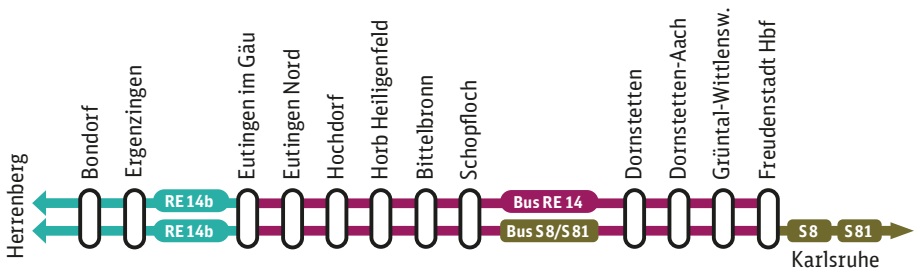 Herrenberg
Bondorf
Ergenzingen
Eutingen im Gäu
Eutingen Nord
Hochdorf
Horb Heiligenfeld
Bittelbronn
Schopfloch
Dornstetten
Dornstetten-Aach
Grüntal-Wittlensw.
Freudenstadt Hbf
RE 14b
Bus RE 14
RE 14b
Bus S8/S81
S8
S81
Karlsruhe